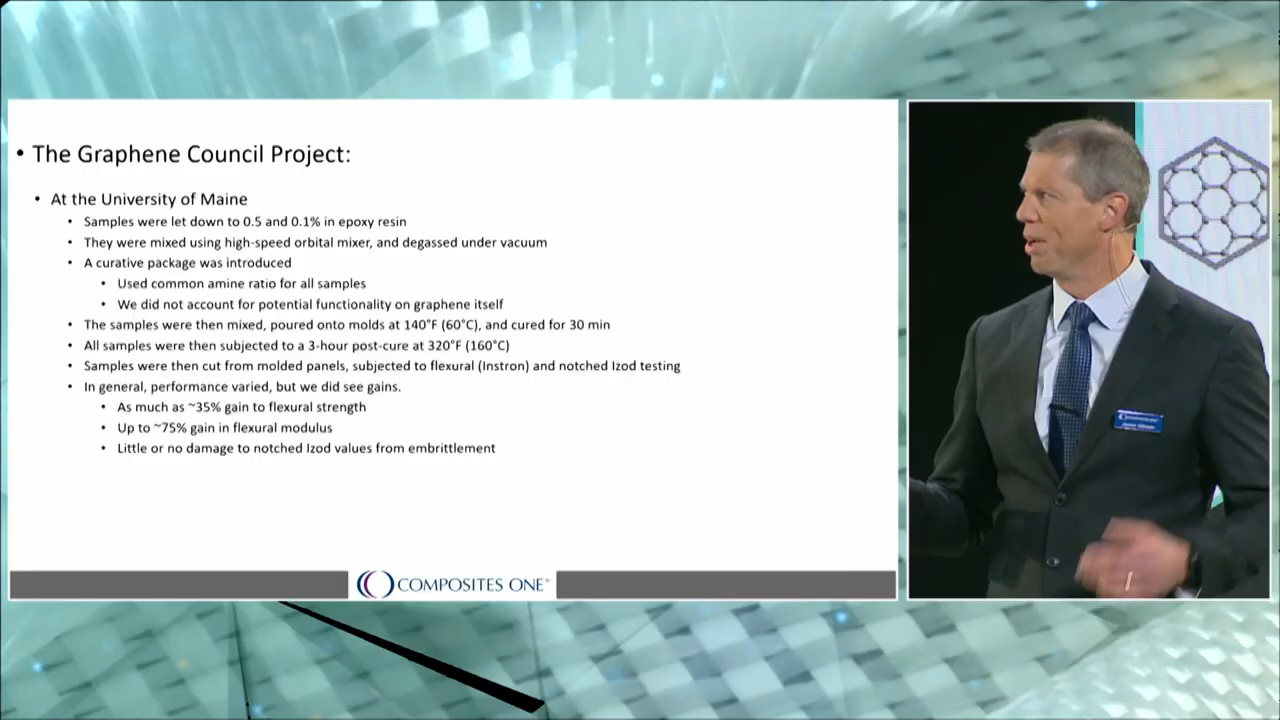 • The Graphene Council Project:
• At the University of Maine
• Samples were let down to 0.5 and 0.1% in epoxy resin
• They were mixed using high-speed orbital mixer, and degassed under vacuum
• A curative package was introduced
• Used common amine ratio for all samples
• We did not account for potential functionality on graphene itself
• The samples were then mixed, poured onto molds at 140°F (60°C), and cured for 30 min
• All samples were then subjected to a 3-hour post-cure at 320°F (160°C)
• Samples were then cut from molded panels, subjected to flexural (Instron) and notched Izod testing
• In general, performance varied, but we did see gains.
• As much as ~35% gain to flexural strength
• Up to ~75% gain in flexural modulus
• Little or no damage to notched Izod values from embrittlement
COMPOSITES ONE